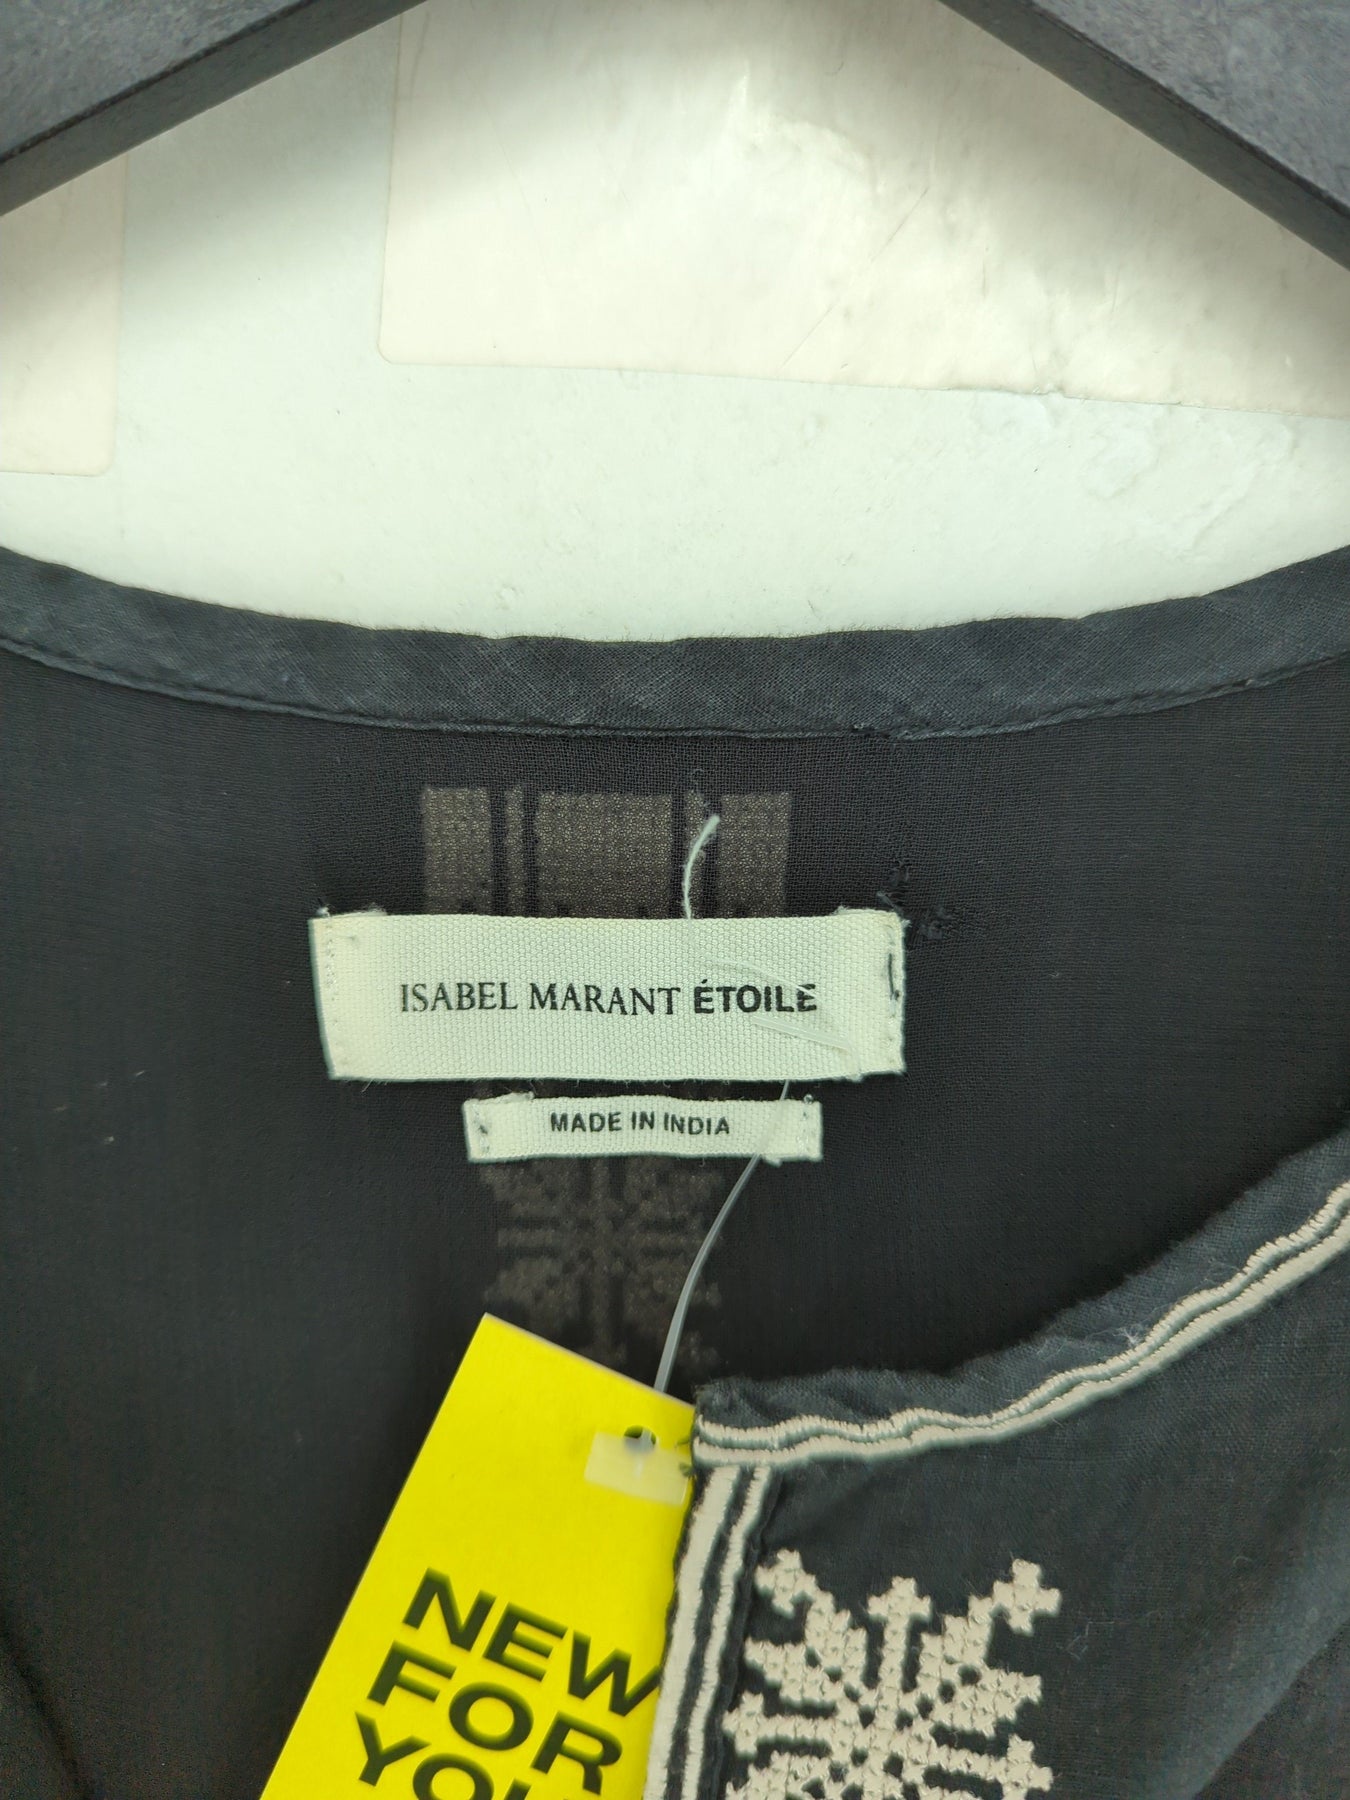 ISABEL MARANT ÉTOILE
MADE IN INDIA
NEW
FOR